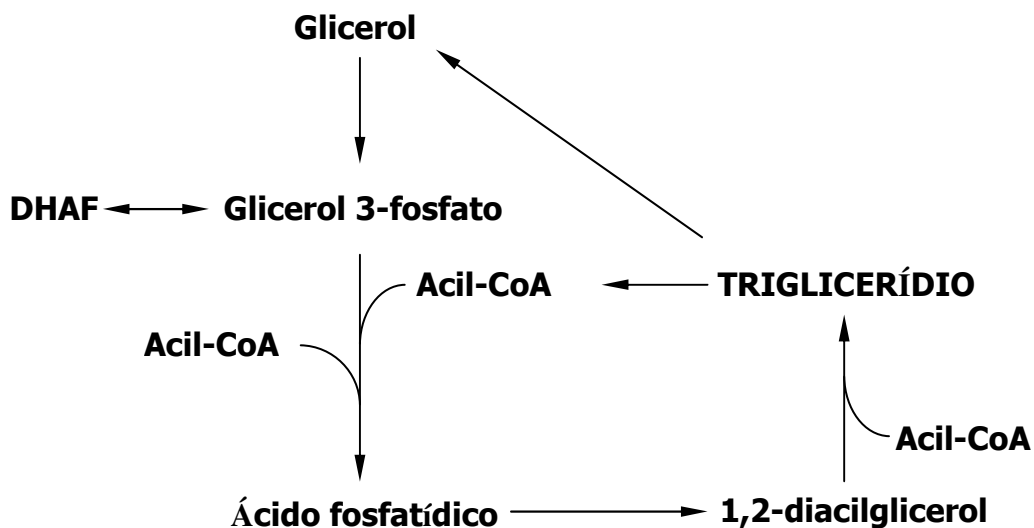 Glicerol
DHAF
Glicerol 3-fosfato
Acil-CoA
TRIGLICERÍDIO
Acil-CoA
Acil-CoA
Ácido fosfatídico
1,2-diacilglicerol